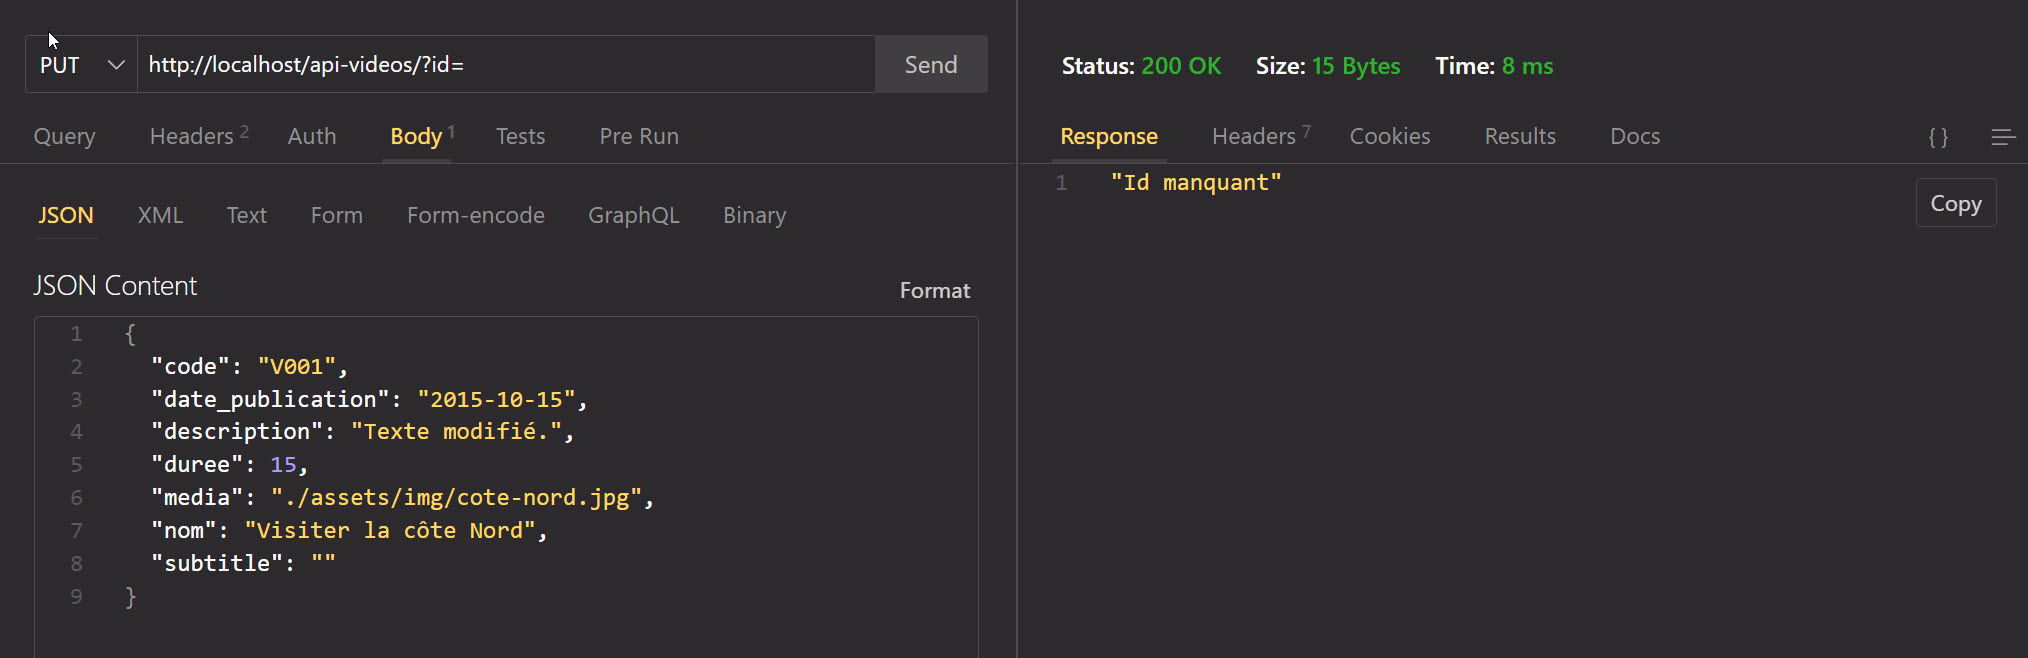 PUT http://localhost/api-videos/?id= Send
Query Headers 2 Auth Body 1 Tests Pre Run
JSON XML Text Form Form-encode GraphQL Binary
JSON Content Format
1 {
2 "code": "V001",
3 "date_publication": "2015-10-15",
4 "description": "Texte modifié.",
5 "duree": 15,
6 "media": "./assets/img/cote-nord.jpg",
7 "nom": "Visiter la côte Nord",
8 "subtitle": ""
9 }
Status: 200 OK Size: 15 Bytes Time: 8 ms
Response Headers 7 Cookies Results Docs { }
1 "Id manquant"
Copy